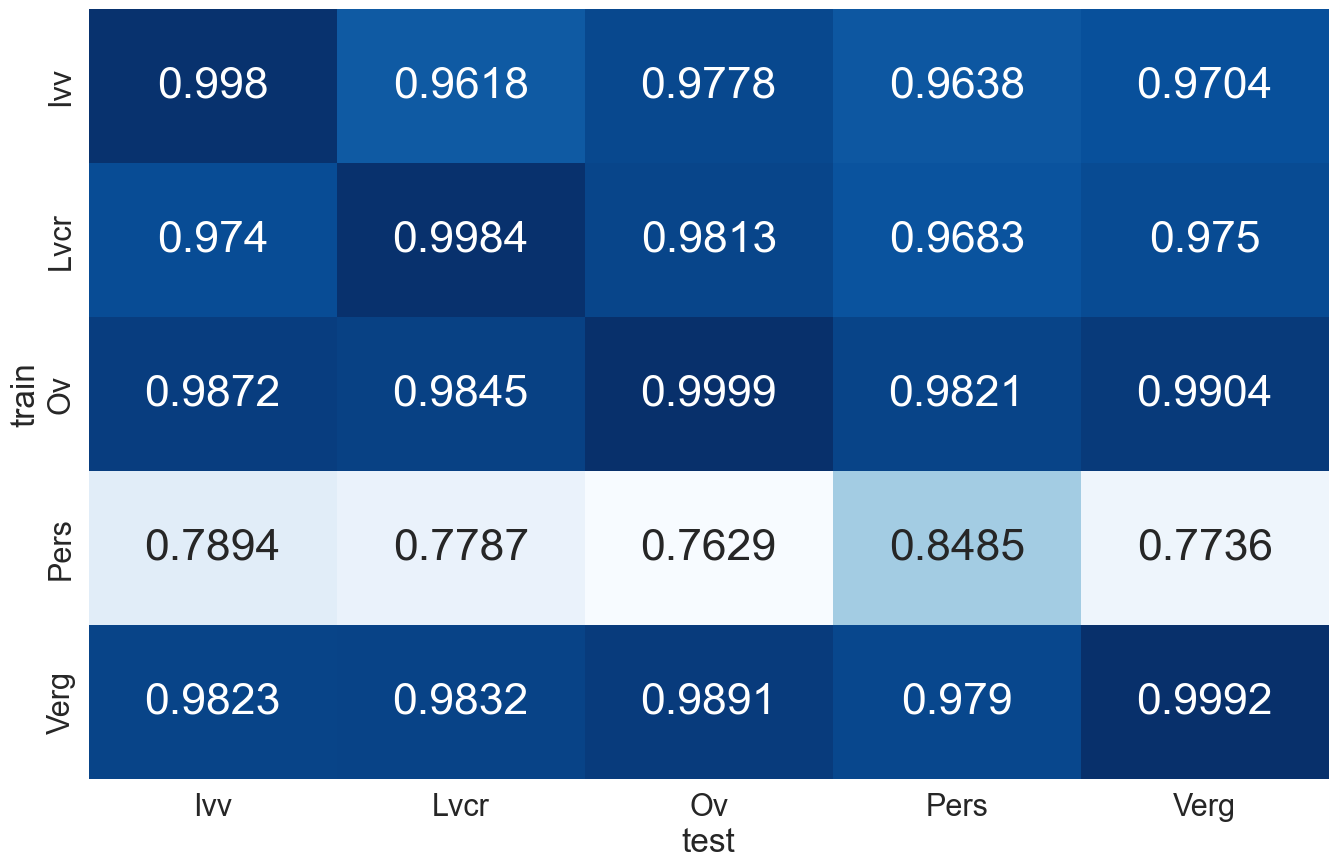 train
Ivv 0.998 0.9618 0.9778 0.9638 0.9704
Lvcr 0.974 0.9984 0.9813 0.9683 0.975
Ov 0.9872 0.9845 0.9999 0.9821 0.9904
Pers 0.7894 0.7787 0.7629 0.8485 0.7736
Verg 0.9823 0.9832 0.9891 0.979 0.9992
Ivv Lvcr Ov Pers Verg
test